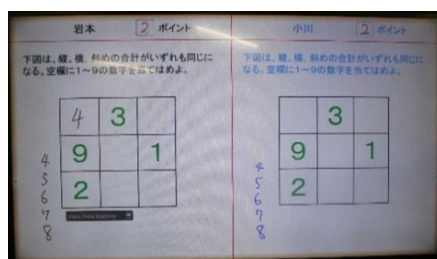 岩本 2 ポイント
下図は、縦、横、斜めの合計がいずれも同じに
なる。空欄に1〜9の数字を当てはめよ。
4 3
9 1
2
4
5
6
7
8
小川 2 ポイント
下図は、縦、横、斜めの合計がいずれも同じに
なる。空欄に1〜9の数字を当てはめよ。
3
9 1
2
4
5
6
7
8